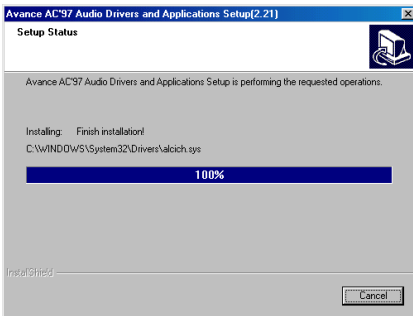 Avance AC'97 Audio Drivers and Applications Setup(2.21)
Setup Status
Avance AC'97 Audio Drivers and Applications Setup is performing the requested operations.
Installing: Finish installation!
C:\WINDOWS\System32\Drivers\alcich.sys
100%
InstallShield
Cancel